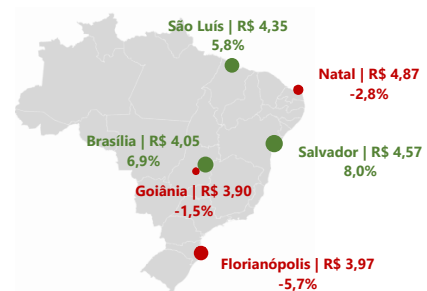 São Luís | R$ 4,35
5,8%
Natal | R$ 4,87
-2,8%
Brasília | R$ 4,05
6,9%
Salvador | R$ 4,57
8,0%
Goiânia | R$ 3,90
-1,5%
Florianópolis | R$ 3,97
-5,7%